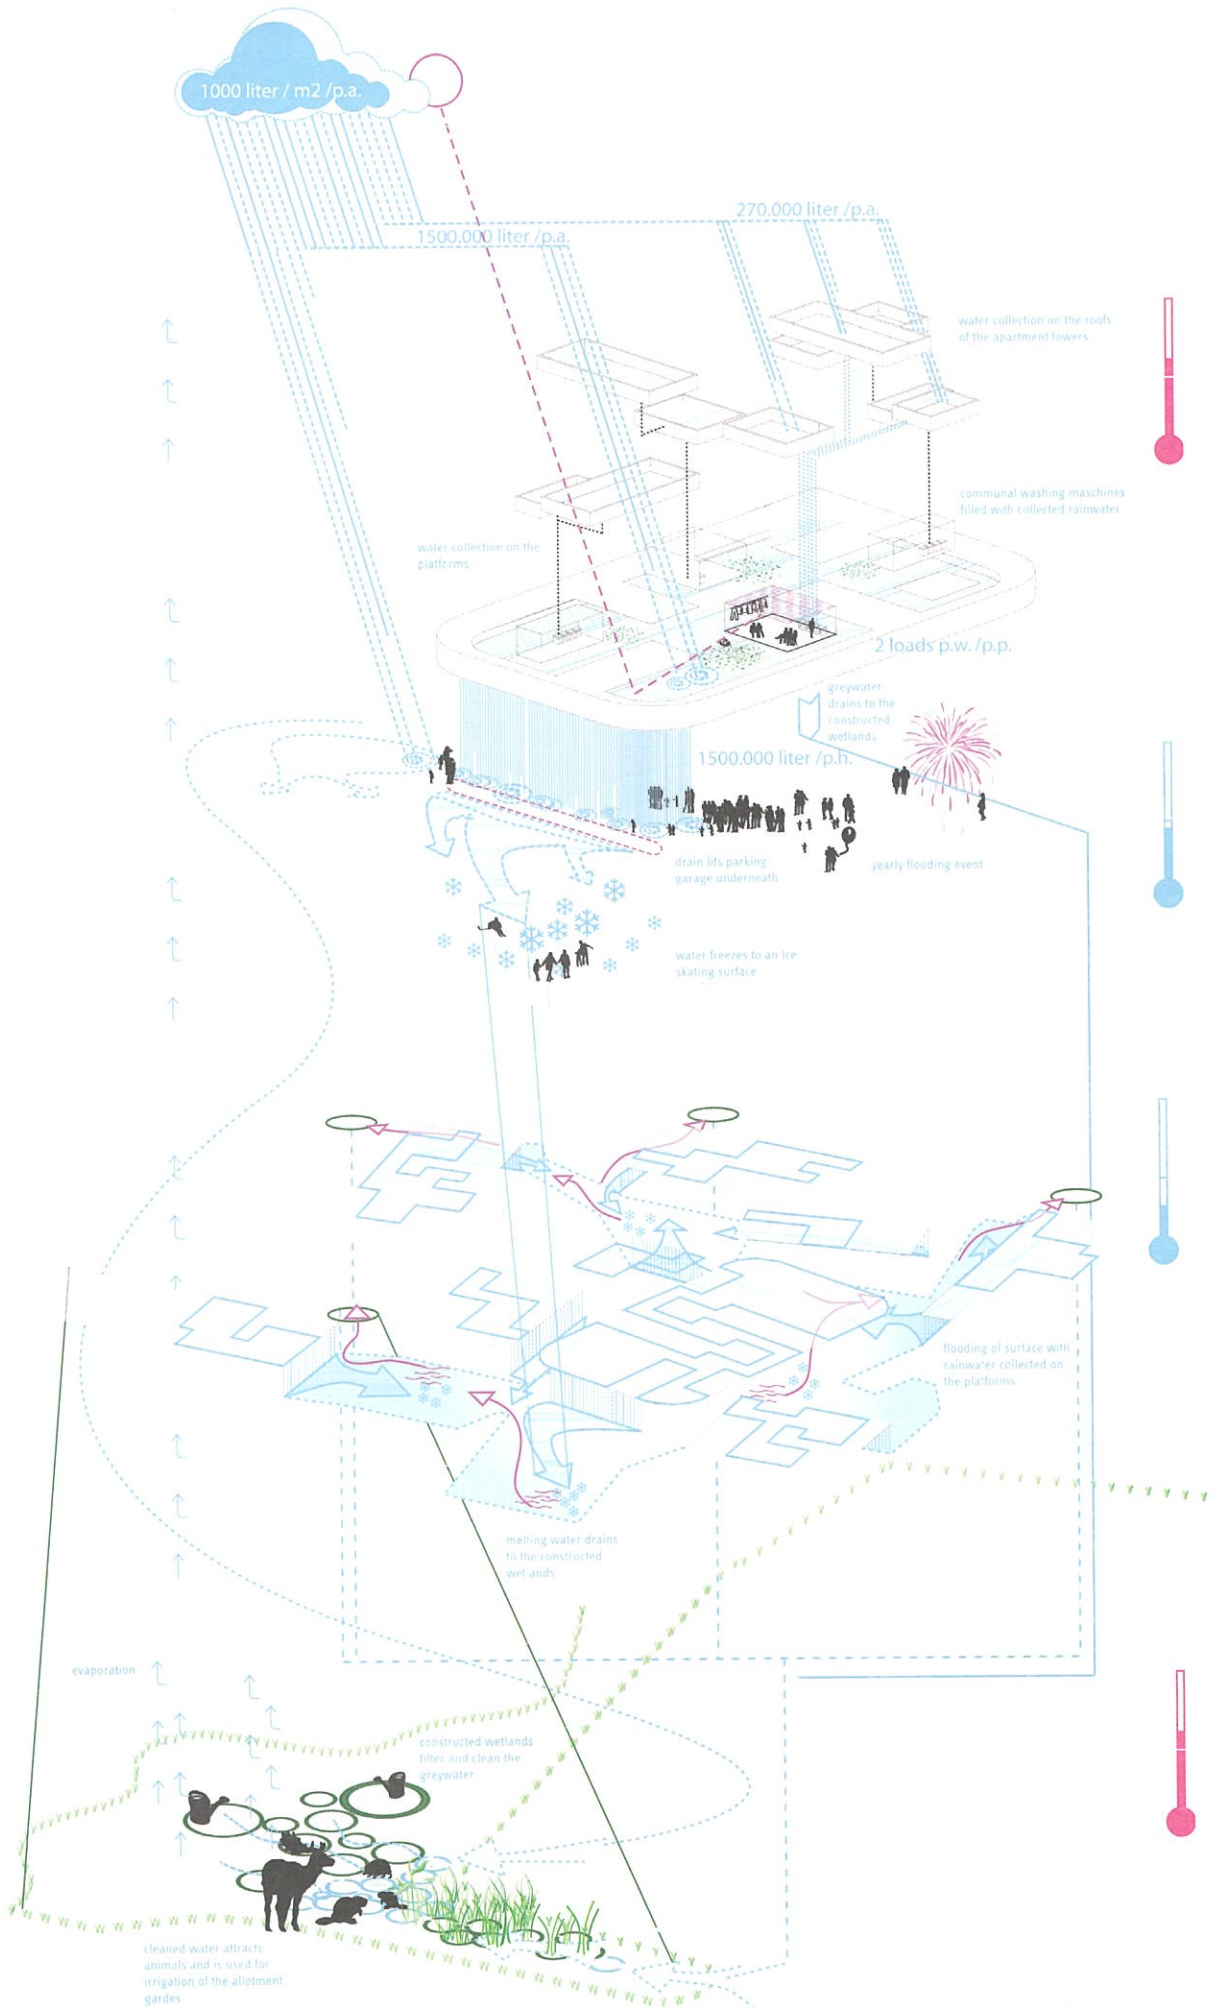 1000 liter / m2 /p.a.
270.000 liter /p.a.
1500.000 liter /p.a.
water collection on the roofs
of the apartment towers
communal washing maschines
filled with collected rainwater
water collection on the
platforms
2 loads p.w./p.p.
greywater
drains to the
constructed
wetlands
1500.000 liter /p.h.
drain lits parking
garage underneath
yearly flooding event
water freezes to an ice
skating surface
flooding of surface with
rainwater collected on
the platforms
melting water drains
to the constructed
wetlands
evaporation
constructed wetlands
filter and clean the
greywater
cleaned water attracts
animals and is used for
irrigation of the allotment
gardes